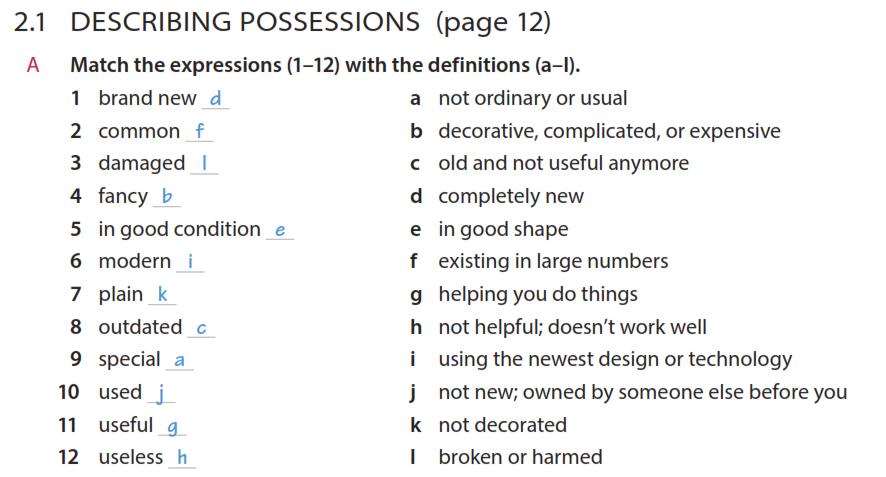 2.1 DESCRIBING POSSESSIONS (page 12)
A Match the expressions (1–12) with the definitions (a–l).
1 brand new d
2 common f
3 damaged l
4 fancy b
5 in good condition e
6 modern i
7 plain k
8 outdated c
9 special a
10 used j
11 useful g
12 useless h
a not ordinary or usual
b decorative, complicated, or expensive
c old and not useful anymore
d completely new
e in good shape
f existing in large numbers
g helping you do things
h not helpful; doesn’t work well
i using the newest design or technology
j not new; owned by someone else before you
k not decorated
l broken or harmed